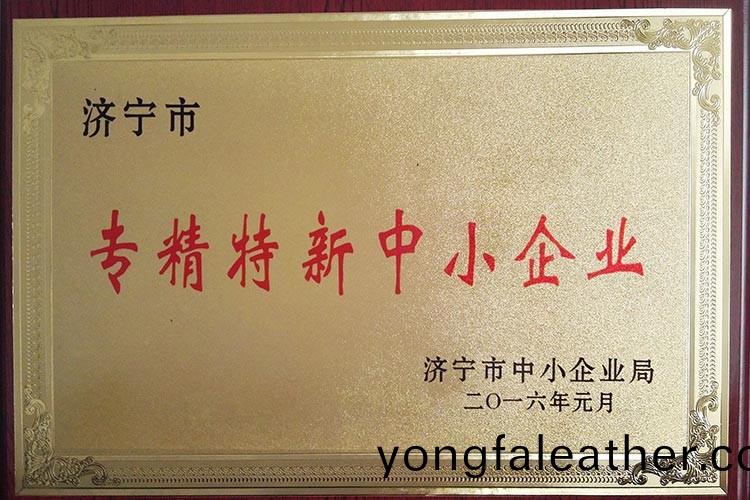 济宁市
专精特新中小企业
济宁市中小企业局
二〇一六年元月
yongfaleather.co